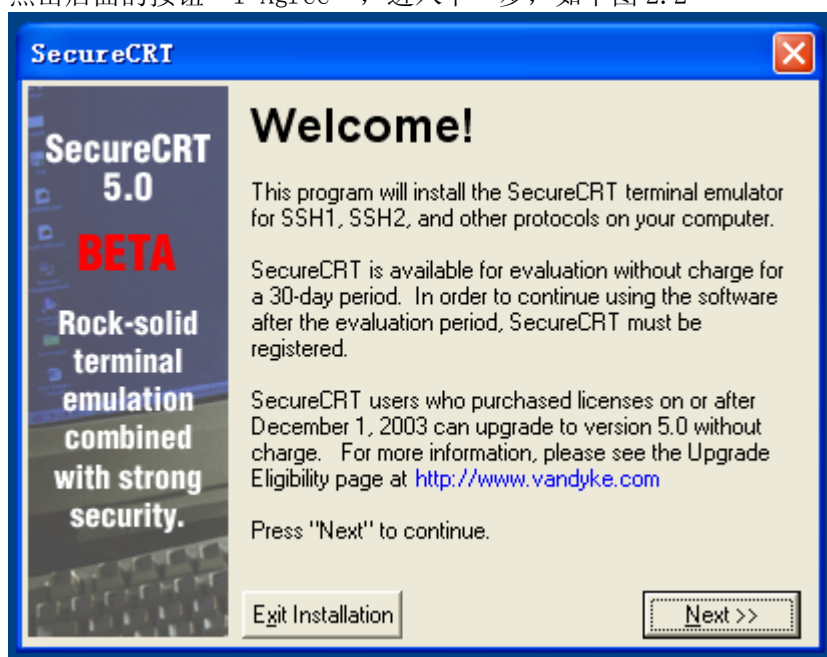 SecureCRT
SecureCRT
5.0
BETA
Rock-solid
terminal
emulation
combined
with strong
security.
Welcome!
This program will install the SecureCRT terminal emulator
for SSH1, SSH2, and other protocols on your computer.
SecureCRT is available for evaluation without charge for
a 30-day period.  In order to continue using the software
after the evaluation period, SecureCRT must be
registered.
SecureCRT users who purchased licenses on or after
December 1, 2003 can upgrade to version 5.0 without
charge.   For more information, please see the Upgrade
Eligibility page at http://www.vandyke.com
Press "Next" to continue.
Exit Installation
Next >>